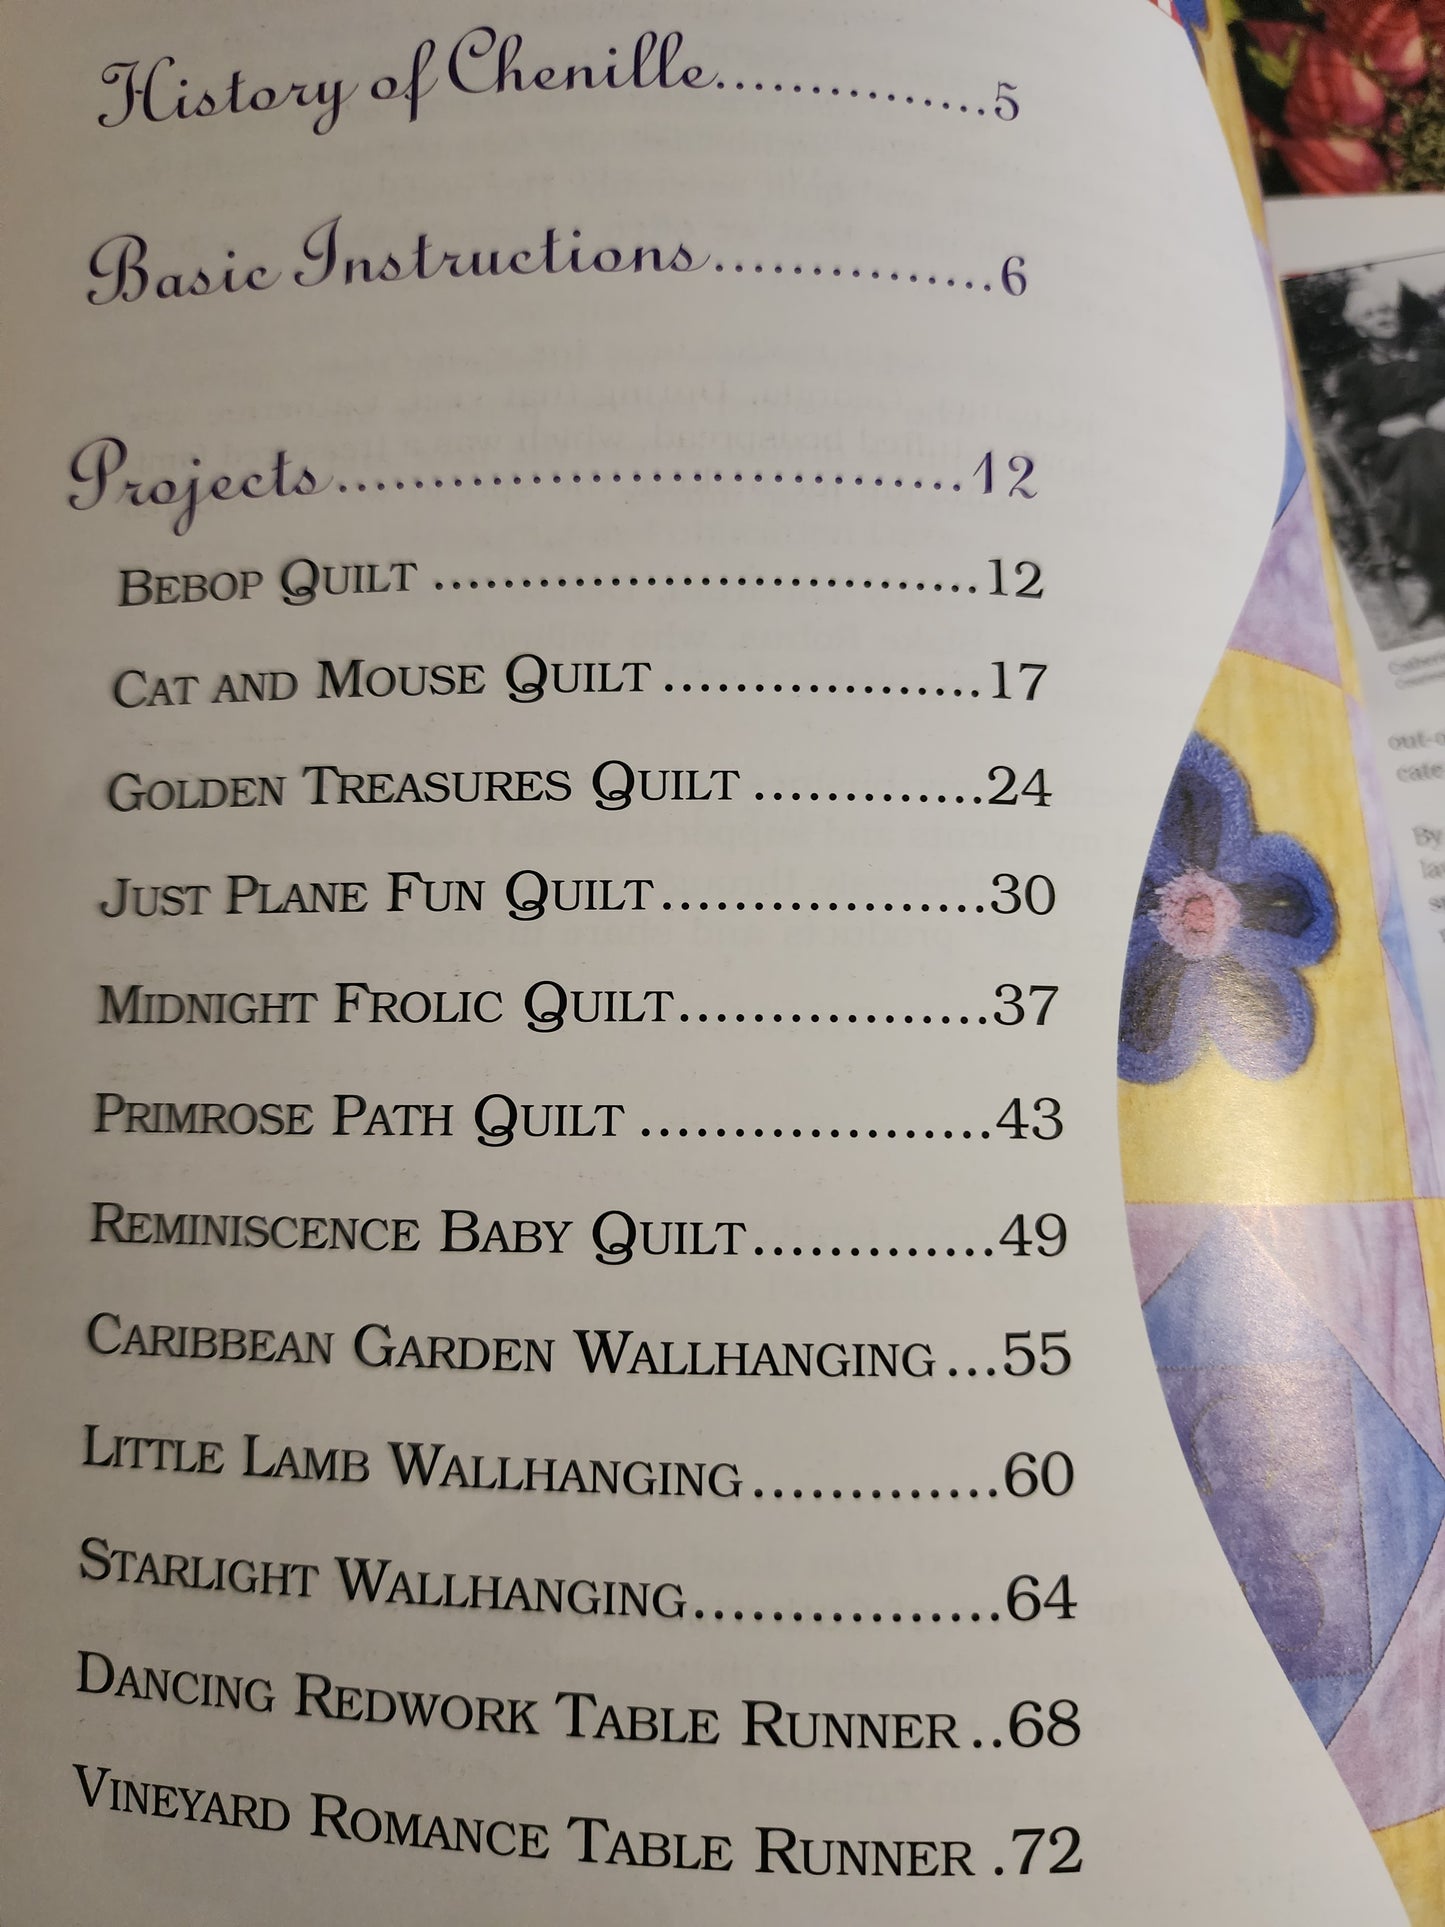 History of Chenille...............5
Basic Instructions...............6
Projects.................................12
BEBOP QUILT ...............................12
CAT AND MOUSE QUILT ..................17
GOLDEN TREASURES QUILT .............24
JUST PLANE FUN QUILT...................30
MIDNIGHT FROLIC QUILT.................37
PRIMROSE PATH QUILT ...................43
REMINISCENCE BABY QUILT.............49
CARIBBEAN GARDEN WALLHANGING ...55
LITTLE LAMB WALLHANGING.............60
STARLIGHT WALLHANGING................64
DANCING REDWORK TABLE RUNNER ..68
VINEYARD ROMANCE TABLE RUNNER .72
out-o
cate
By